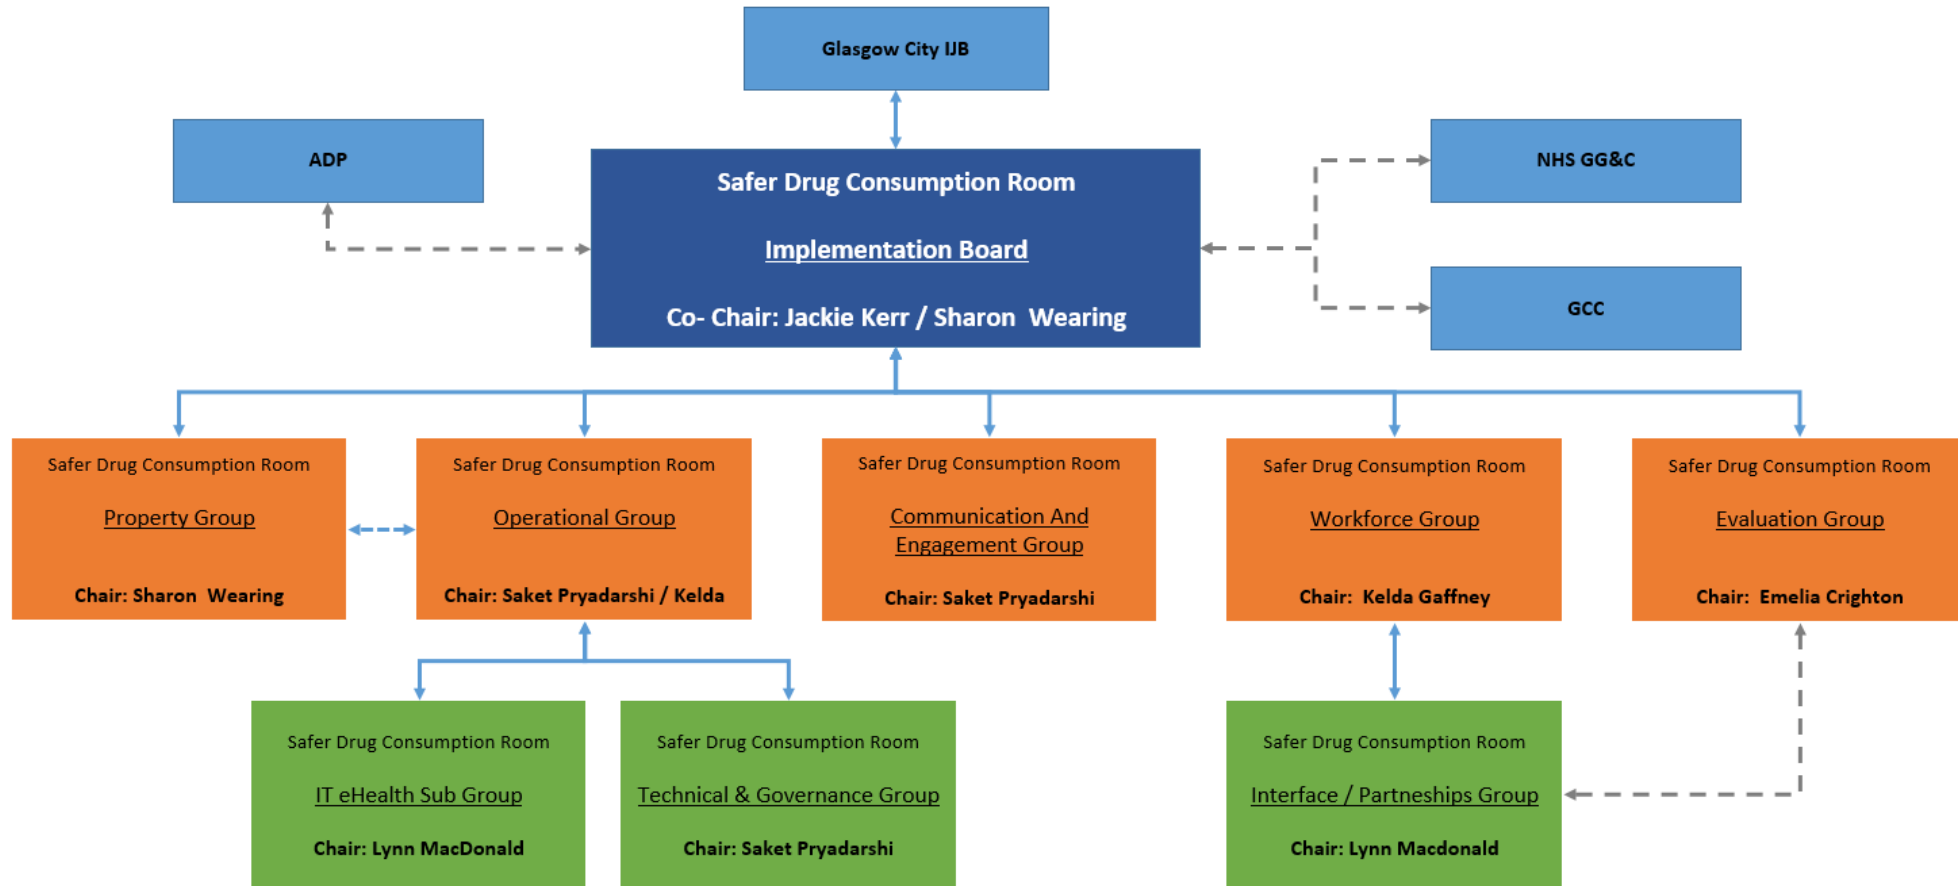 Glasgow City IJB
ADP
Safer Drug Consumption Room
Implementation Board
Co- Chair: Jackie Kerr / Sharon  Wearing
NHS GG&C
GCC
Safer Drug Consumption Room
Property Group
Chair: Sharon  Wearing
Safer Drug Consumption Room
Operational Group
Chair: Saket Pryadarshi / Kelda
Safer Drug Consumption Room
Communication And
Engagement Group
Chair: Saket Pryadarshi
Safer Drug Consumption Room
Workforce Group
Chair:  Kelda Gaffney
Safer Drug Consumption Room
Evaluation Group
Chair:  Emelia Crighton
Safer Drug Consumption Room
IT eHealth Sub Group
Chair: Lynn MacDonald
Safer Drug Consumption Room
Technical & Governance Group
Chair: Saket Pryadarshi
Safer Drug Consumption Room
Interface / Partneships Group
Chair: Lynn Macdonald